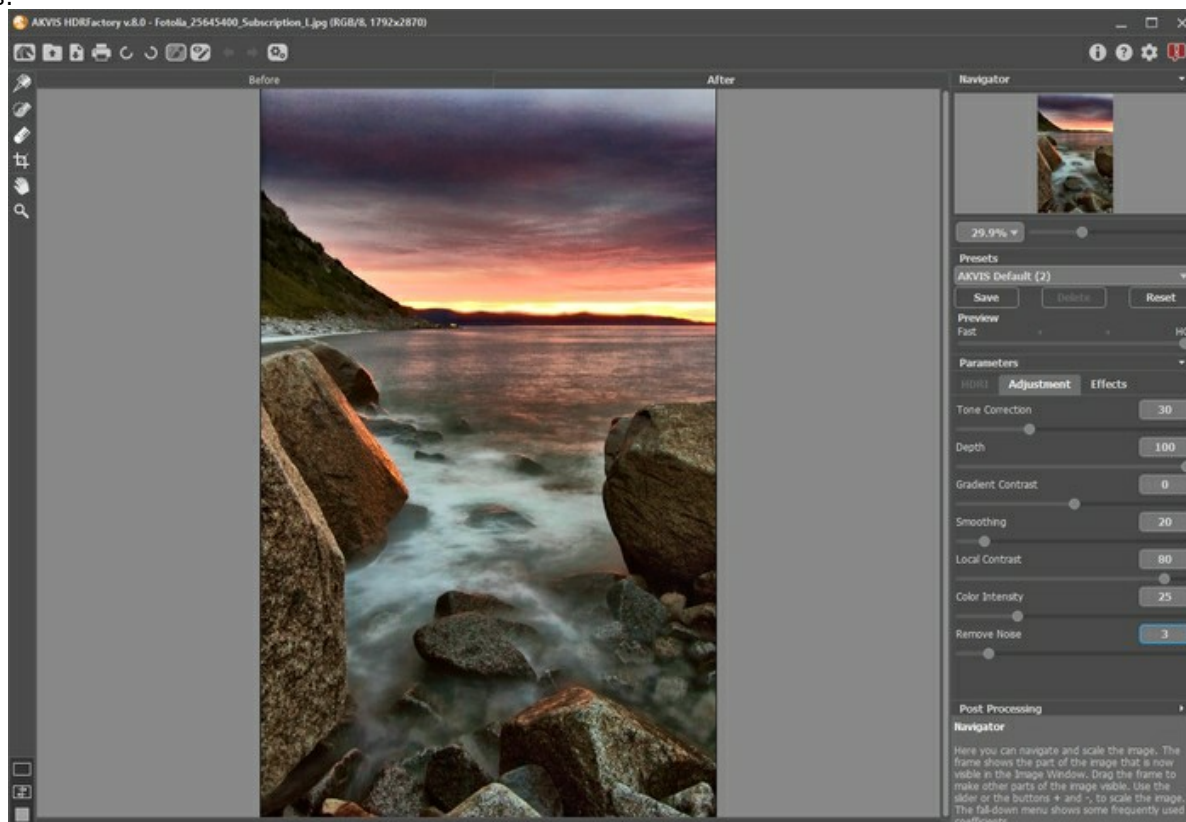 AKVIS HDRFactory v.8.0 - Fotolia_25645400_Subscription_L.jpg (RGB/8, 1792x2870)
Before
After
Navigator
29.9%
Presets
AKVIS Default (2)
Save Delete Reset
Preview
Fast
Parameters
HDRI Adjustment Effects
Tone Correction 30
Depth 100
Gradient Contrast 0
Smoothing 20
Local Contrast 80
Color Intensity 25
Remove Noise 3
Post Processing
Navigator
Here you can navigate and scale the image. The
frame shows the part of the image that is now
visible in the Image Window. Drag the frame to
make other parts of the image visible. Use the
slider or the buttons + and -, to scale the image.
The fall-down menu shows some frequently used
coefficients.